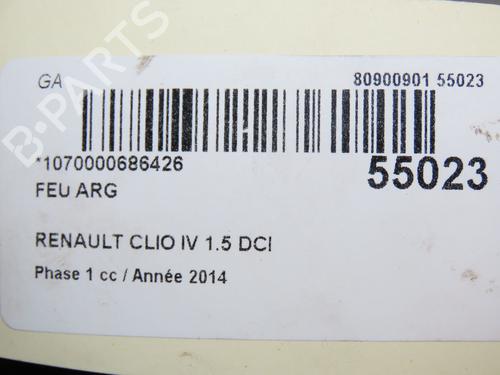 GA
80900901 55023
*1070000686426
55023
FEU ARG
RENAULT CLIO IV 1.5 DCI
Phase 1 cc / Année 2014
B-PARTS